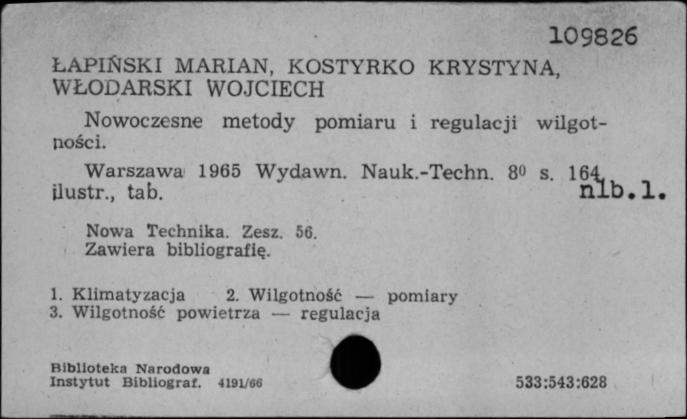 109826
ŁAPIŃSKI MARIAN, KOSTYRKO KRYSTYNA,
WŁODARSKI WOJCIECH
Nowoczesne metody pomiaru i regulacji wilgot-
ności.
Warszawa 1965 Wydawn. Nauk.-Techn. 8⁰ s. 164,
ilustr., tab. nlb.1.
Nowa Technika. Zesz. 56.
Zawiera bibliografię.
1. Klimatyzacja 2. Wilgotność — pomiary
3. Wilgotność powietrza — regulacja
Biblioteka Narodowa
Instytut Bibliograf. 4191/66 533:543:628